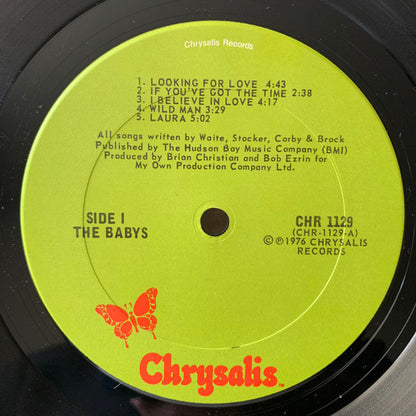 Chrysalis Records
1. LOOKING FOR LOVE 4:43
2. IF YOU'VE GOT THE TIME 2:38
3. I BELIEVE IN LOVE 4:17
4. WILD MAN 3:29
5. LAURA 5:02
All songs written by Waite, Stocker, Corby & Brock
Published by The Hudson Bay Music Company (BMI)
Produced by Brian Christian and Bob Ezrin for
My Own Production Company Ltd.
SIDE I
THE BABYS
CHR 1129
(CHR-1129-A)
©℗1976 CHRYSALIS
RECORDS
Chrysalis™